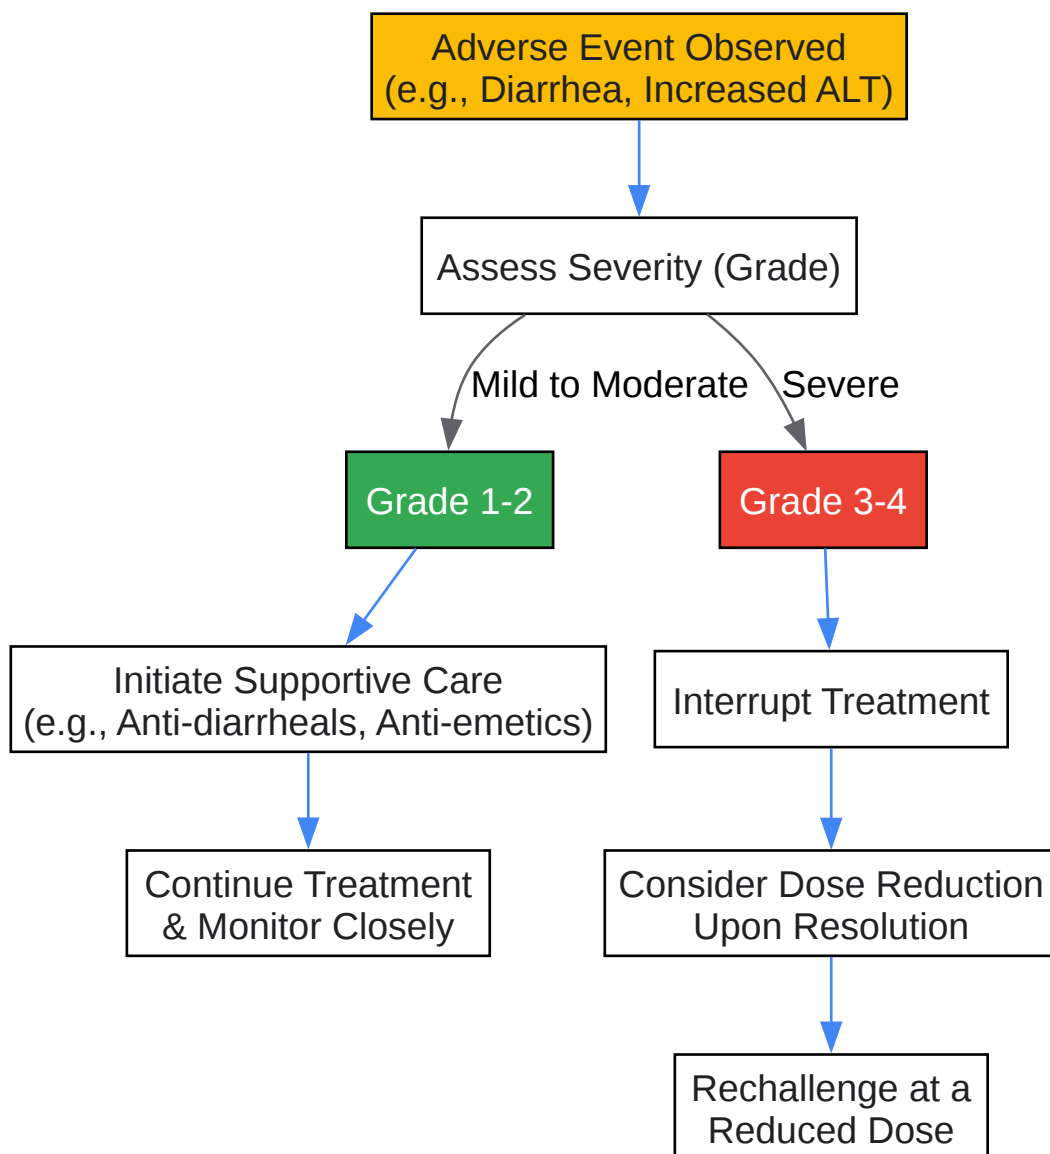 Adverse Event Observed
(e.g., Diarrhea, Increased ALT)
Assess Severity (Grade)
Mild to Moderate
Severe
Grade 1-2
Grade 3-4
Initiate Supportive Care
(e.g., Anti-diarrheals, Anti-emetics)
Interrupt Treatment
Continue Treatment
& Monitor Closely
Consider Dose Reduction
Upon Resolution
Rechallenge at a
Reduced Dose